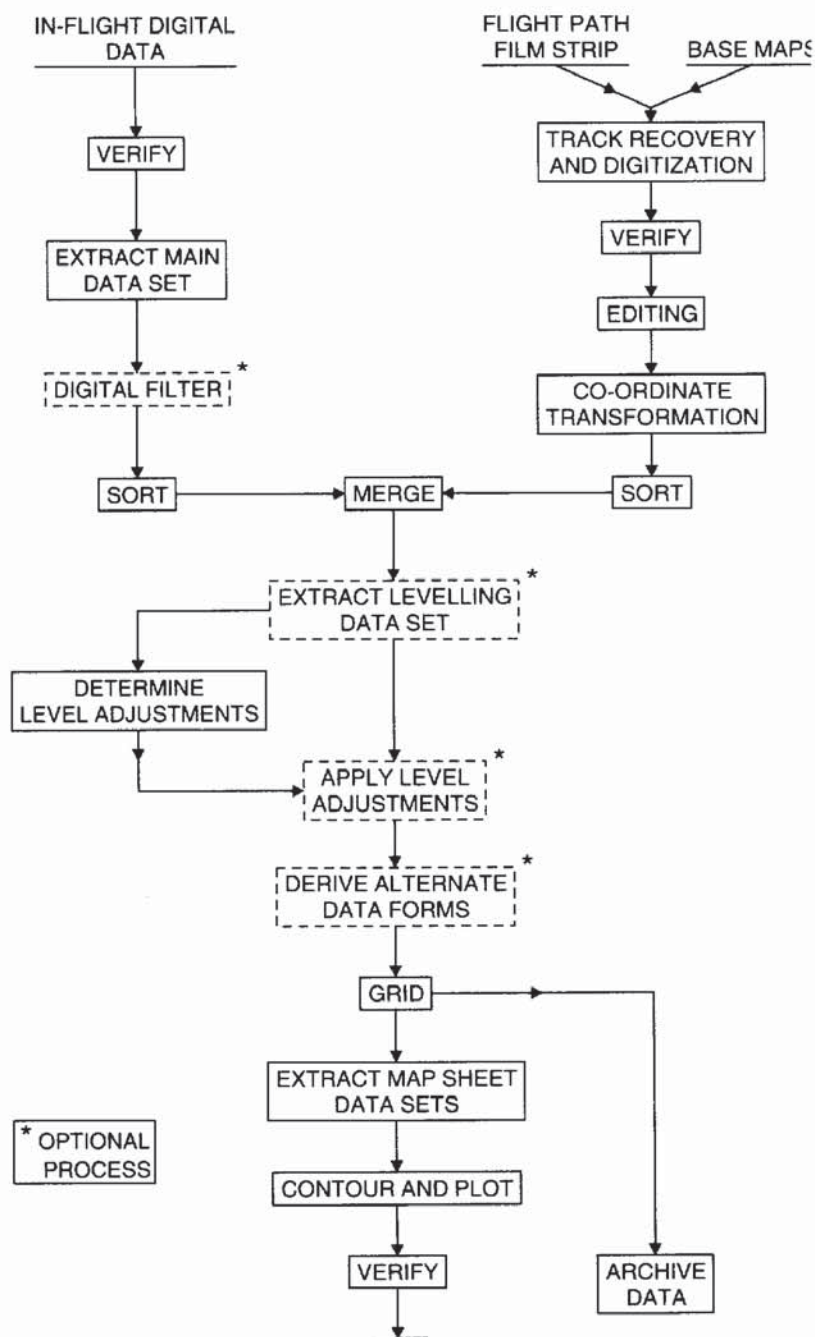 IN-FLIGHT DIGITAL
DATA
FLIGHT PATH
FILM STRIP
BASE MAPS
VERIFY
TRACK RECOVERY
AND DIGITIZATION
VERIFY
EXTRACT MAIN
DATA SET
EDITING
DIGITAL FILTER *
CO-ORDINATE
TRANSFORMATION
SORT
MERGE
SORT
EXTRACT LEVELLING *
DATA SET
DETERMINE
LEVEL ADJUSTMENTS
APPLY LEVEL *
ADJUSTMENTS
DERIVE ALTERNATE *
DATA FORMS
GRID
EXTRACT MAP SHEET
DATA SETS
* OPTIONAL
PROCESS
CONTOUR AND PLOT
VERIFY
ARCHIVE
DATA